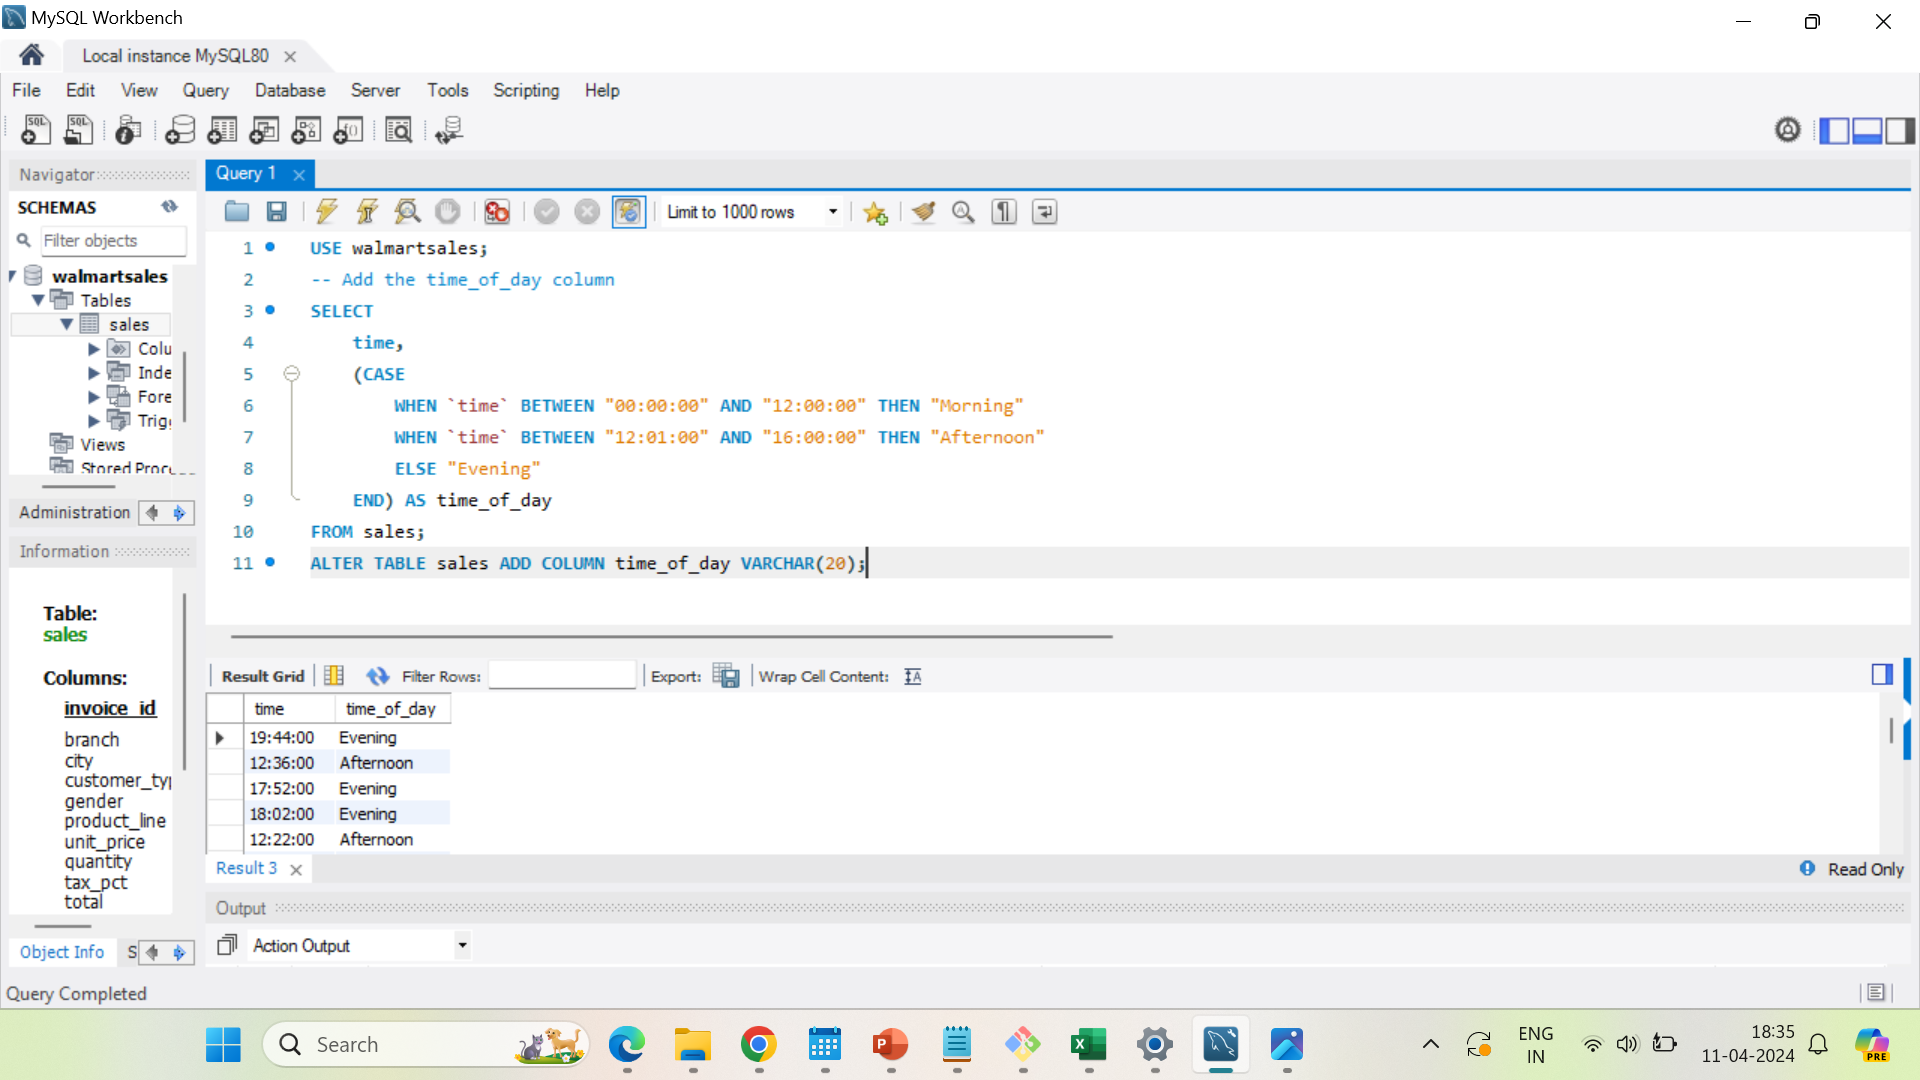 MySQL Workbench
Local instance MySQL80
File Edit View Query Database Server Tools Scripting Help
Navigator
Query 1
SCHEMAS
Limit to 1000 rows
Filter objects
walmartsales
Tables
sales
Colu
Inde
Fore
Trig
Views
Stored Proc
1 USE walmartsales;
2 -- Add the time_of_day column
3 SELECT
4 time,
5 (CASE
6 WHEN `time` BETWEEN "00:00:00" AND "12:00:00" THEN "Morning"
7 WHEN `time` BETWEEN "12:01:00" AND "16:00:00" THEN "Afternoon"
8 ELSE "Evening"
9 END) AS time_of_day
10 FROM sales;
11 ALTER TABLE sales ADD COLUMN time_of_day VARCHAR(20);
Administration
Information
Table:
sales
Columns:
invoice_id
branch
city
customer_typ
gender
product_line
unit_price
quantity
tax_pct
total
Object Info S
Result Grid Filter Rows: Export: Wrap Cell Content:
time time_of_day
19:44:00 Evening
12:36:00 Afternoon
17:52:00 Evening
18:02:00 Evening
12:22:00 Afternoon
Result 3
Read Only
Output
Action Output
Query Completed
Search
ENG
IN
18:35
11-04-2024
PRE